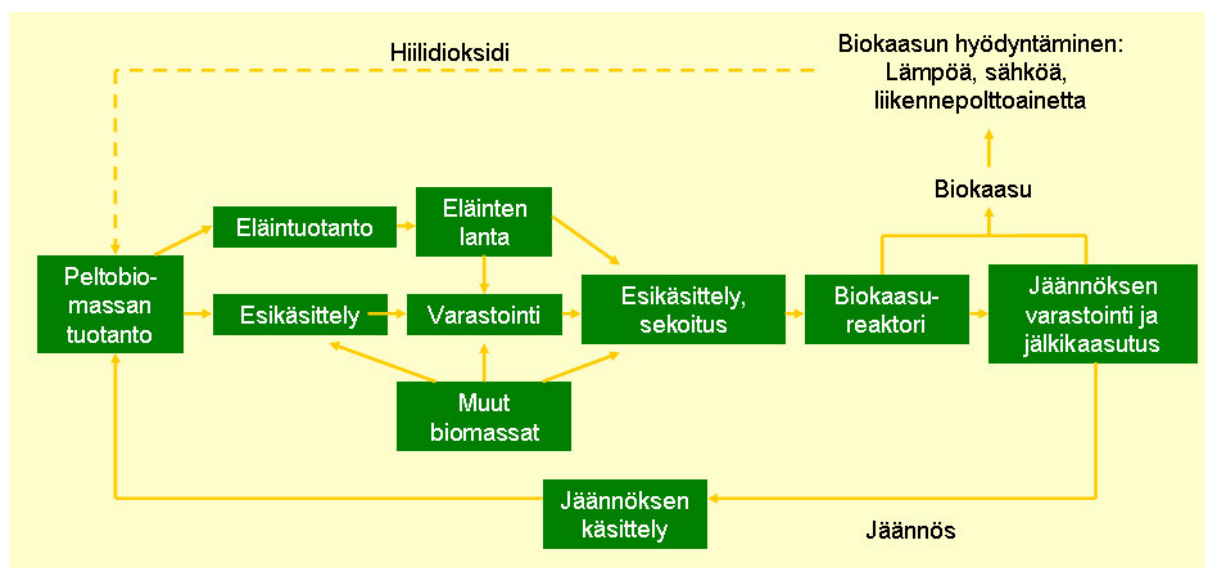 Hiilidioksidi
Biokaasun hyödyntäminen:
Lämpöä, sähköä,
liikennepolttoainetta
Biokaasu
Eläintuotanto
Eläinten
lanta
Peltobio-
massan
tuotanto
Esikäsittely
Varastointi
Esikäsittely,
sekoitus
Biokaasu-
reaktori
Jäännöksen
varastointi ja
jälkikaasutus
Muut
biomassat
Jäännöksen
käsittely
Jäännös